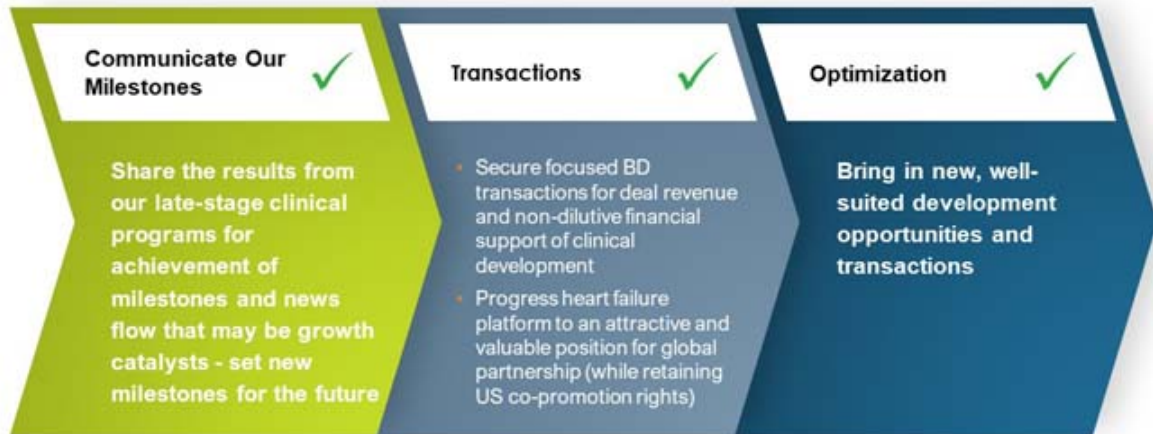 Communicate Our
Milestones
Share the results from
our late-stage clinical
programs for
achievement of
milestones and news
flow that may be growth
catalysts - set new
milestones for the future
Transactions
• Secure focused BD
transactions for deal revenue
and non-dilutive financial
support of clinical
development
• Progress heart failure
platform to an attractive and
valuable position for global
partnership (while retaining
US co-promotion rights)
Optimization
Bring in new, well-
suited development
opportunities and
transactions